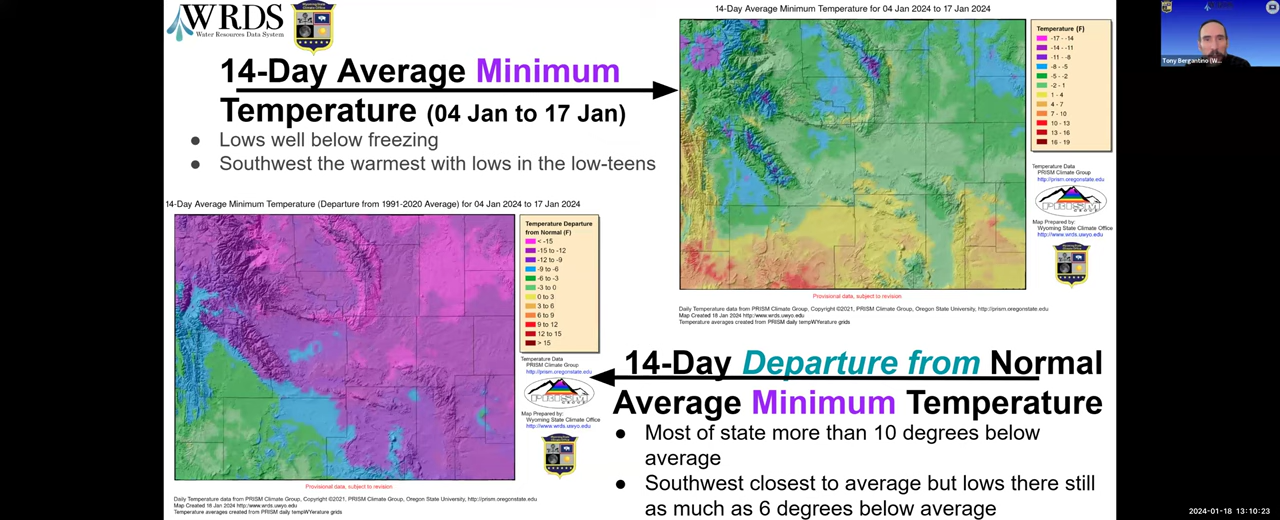 WRDS
Water Resources Data System
14-Day Average Minimum
Temperature (04 Jan to 17 Jan)
● Lows well below freezing
● Southwest the warmest with lows in the low-teens
14-Day Average Minimum Temperature for 04 Jan 2024 to 17 Jan 2024
Temperature (F)
-17 - -14
-14 - -11
-11 - -8
-8 - -5
-5 - -2
-2 - 1
1 - 4
4 - 7
7 - 10
10 - 13
13 - 16
16 - 19
Temperature Data
PRISM Climate Group
http://prism.oregonstate.edu
PRISM
Map Prepared by:
Wyoming State Climate Office
http://www.wrds.uwyo.edu
Provisional data, subject to revision
Daily Temperature data from PRISM Climate Group, Copyright ©2021, PRISM Climate Group, Oregon State University, http://prism.oregonstate.edu
Map Created 18 Jan 2024 http://www.wrds.uwyo.edu
Temperature averages created from PRISM daily tempWYerature grids
14-Day Average Minimum Temperature (Departure from 1991-2020 Average) for 04 Jan 2024 to 17 Jan 2024
Temperature Departure
from Normal (F)
< -15
-15 to -12
-12 to -9
-9 to -6
-6 to -3
-3 to 0
0 to 3
3 to 6
6 to 9
9 to 12
12 to 15
> 15
Temperature Data
PRISM Climate Group
http://prism.oregonstate.edu
PRISM
Map Prepared by:
Wyoming State Climate Office
http://www.wrds.uwyo.edu
Provisional data, subject to revision
Daily Temperature data from PRISM Climate Group, Copyright ©2021, PRISM Climate Group, Oregon State University, http://prism.oregonstate.edu
Map Created 18 Jan 2024 http://www.wrds.uwyo.edu
Temperature averages created from PRISM daily tempWYerature grids
14-Day Departure from Normal
Average Minimum Temperature
● Most of state more than 10 degrees below
average
● Southwest closest to average but lows there still
as much as 6 degrees below average
Tony Bergantino (W...
2024-01-18 13:10:23